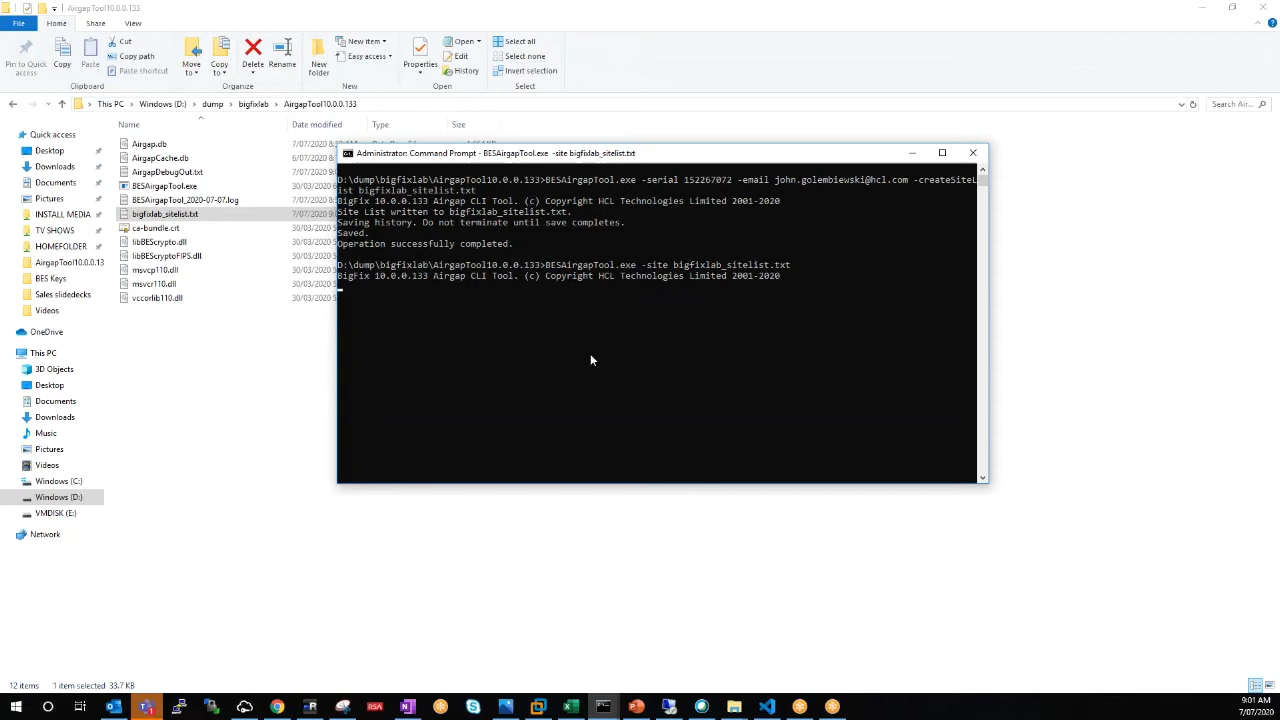 AirgapTool10.0.0.133
File
Home
Share
View
Pin to Quick access
Copy
Paste
Cut
Copy path
Paste shortcut
Clipboard
Move to
Copy to
Delete
Rename
Organize
New folder
New item
Easy access
New
Properties
Open
Edit
History
Open
Select all
Select none
Invert selection
Select
This PC
Windows (D:)
dump
bigfixlab
AirgapTool10.0.0.133
Search Air...
Name
Date modified
Type
Size
Quick access
Desktop
Downloads
Documents
Pictures
INSTALL MEDIA
TV SHOWS
HOMEFOLDER
AirgapTool10.0.13
BES Keys
Sales slidedecks
Videos
OneDrive
This PC
3D Objects
Desktop
Documents
Downloads
Music
Pictures
Videos
Windows (C:)
Windows (D:)
VMDISK (E:)
Network
Airgap.db
AirgapCache.db
AirgapDebugOut.txt
BESAirgapTool.exe
BESAirgapTool_2020-07-07.log
bigfixlab_sitelist.txt
ca-bundle.crt
libBEScrypto.dll
libBEScryptoFIPS.dll
msvcp110.dll
msvcr110.dll
vccorlib110.dll
Administrator: Command Prompt - BESAirgapTool.exe -site bigfixlab_sitelist.txt
D:\dump\bigfixlab\AirgapTool10.0.0.133>BESAirgapTool.exe -serial 152267072 -email john.golembiewski@hcl.com -createSiteL
ist bigfixlab_sitelist.txt
BigFix 10.0.0.133 Airgap CLI Tool. (c) Copyright HCL Technologies Limited 2001-2020
Site List written to bigfixlab_sitelist.txt.
Saving history. Do not terminate until save completes.
Saved.
Operation successfully completed.
D:\dump\bigfixlab\AirgapTool10.0.0.133>BESAirgapTool.exe -site bigfixlab_sitelist.txt
BigFix 10.0.0.133 Airgap CLI Tool. (c) Copyright HCL Technologies Limited 2001-2020
12 items
1 item selected 33.7 KB
RSA
9:01 AM
7/07/2020